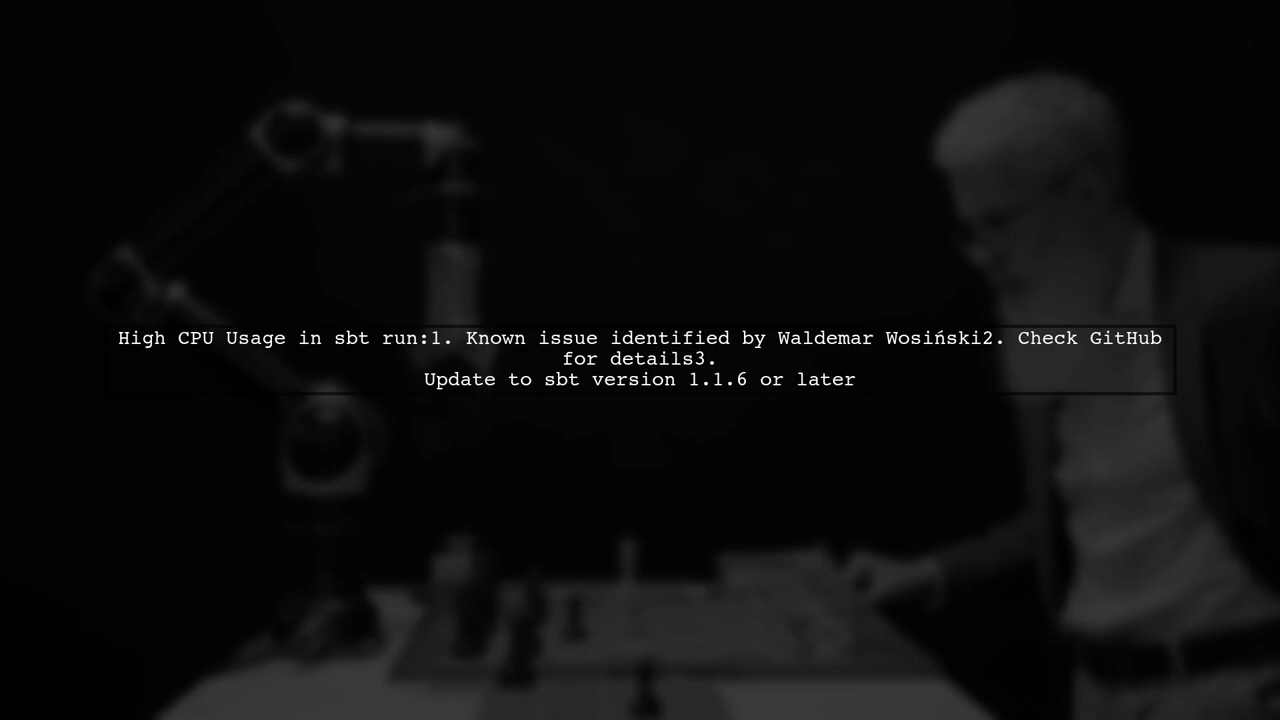 High CPU Usage in sbt run:1. Known issue identified by Waldemar Wosiński2. Check GitHub
for details3.
Update to sbt version 1.1.6 or later